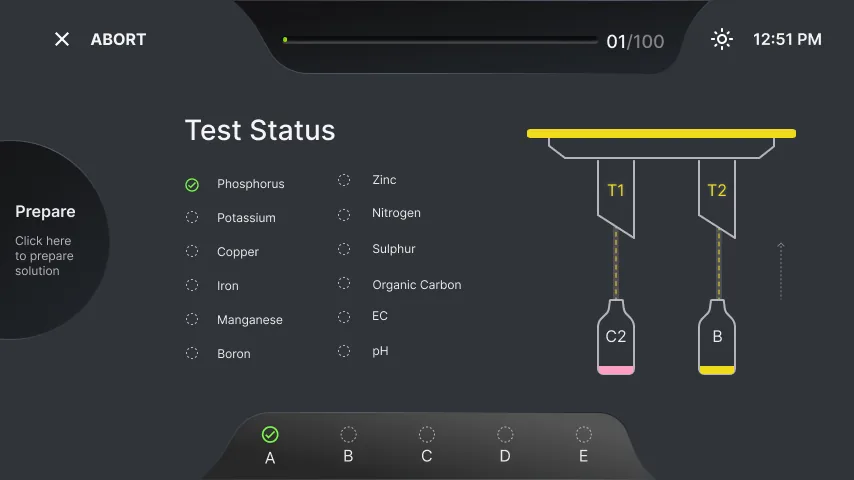 ABORT
01/100
12:51 PM
Test Status
Phosphorus
Potassium
Copper
Iron
Manganese
Boron
Zinc
Nitrogen
Sulphur
Organic Carbon
EC
pH
Prepare
Click here
to prepare
solution
T1
T2
C2
B
A
B
C
D
E